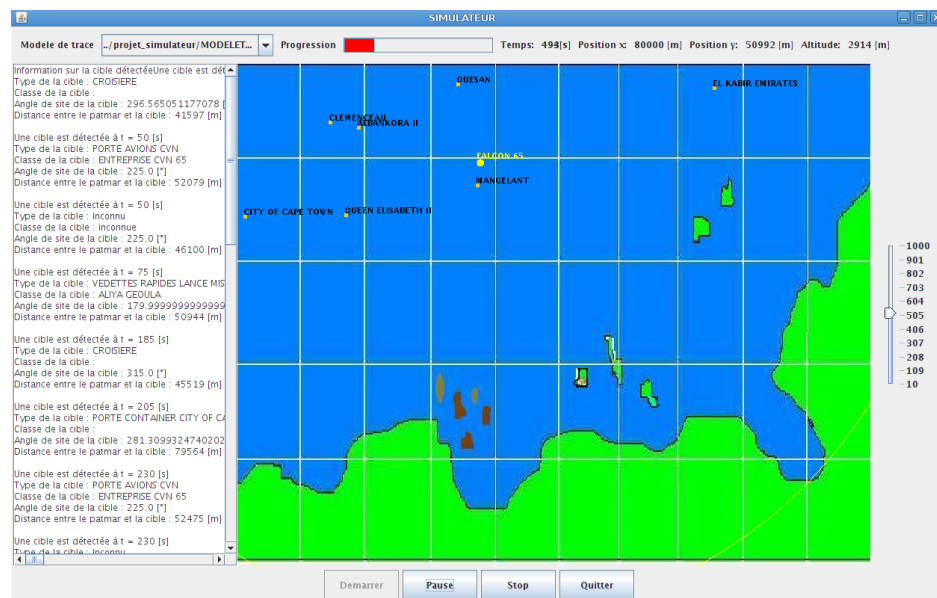 SIMULATEUR
Modele de trace ../projet_simulateur/MODELET... Progression Temps: 494[s] Position x: 80000 [m] Position y: 50992 [m] Altitude: 2914 [m]
Information sur la cible détectéeUne cible est dét
Type de la cible : CROISIERE
Classe de la cible :
Angle de site de la cible : 296.565051177078 [
Distance entre le patmar et la cible : 41597 [m]
Une cible est détectée à t = 50 [s]
Type de la cible : PORTE AVIONS CVN
Classe de la cible : ENTREPRISE CVN 65
Angle de site de la cible : 225.0 [°]
Distance entre le patmar et la cible : 52079 [m]
Une cible est détectée à t = 50 [s]
Type de la cible : Inconnu
Classe de la cible : inconnue
Angle de site de la cible : 225.0 [°]
Distance entre le patmar et la cible : 46100 [m]
Une cible est détectée à t = 75 [s]
Type de la cible : VEDETTES RAPIDES LANCE MIS
Classe de la cible : ALIYA GEOULA
Angle de site de la cible : 179.9999999999999
Distance entre le patmar et la cible : 50944 [m]
Une cible est détectée à t = 185 [s]
Type de la cible : CROISIERE
Classe de la cible :
Angle de site de la cible : 315.0 [°]
Distance entre le patmar et la cible : 45519 [m]
Une cible est détectée à t = 205 [s]
Type de la cible : PORTE CONTAINER CITY OF CA
Classe de la cible :
Angle de site de la cible : 281.3099324740202
Distance entre le patmar et la cible : 79564 [m]
Une cible est détectée à t = 230 [s]
Type de la cible : PORTE AVIONS CVN
Classe de la cible : ENTREPRISE CVN 65
Angle de site de la cible : 225.0 [°]
Distance entre le patmar et la cible : 52475 [m]
Une cible est détectée à t = 230 [s]
Type de la cible : Inconnu
QUESAN
EL KABIR EMIRATES
CLEMENCEAU
ALBANKORA II
FALCON 65
MANGELANT
CITY OF CAPE TOWN
QUEEN ELISABETH II
1000
901
802
703
604
505
406
307
208
109
10
Demarrer Pause Stop Quitter